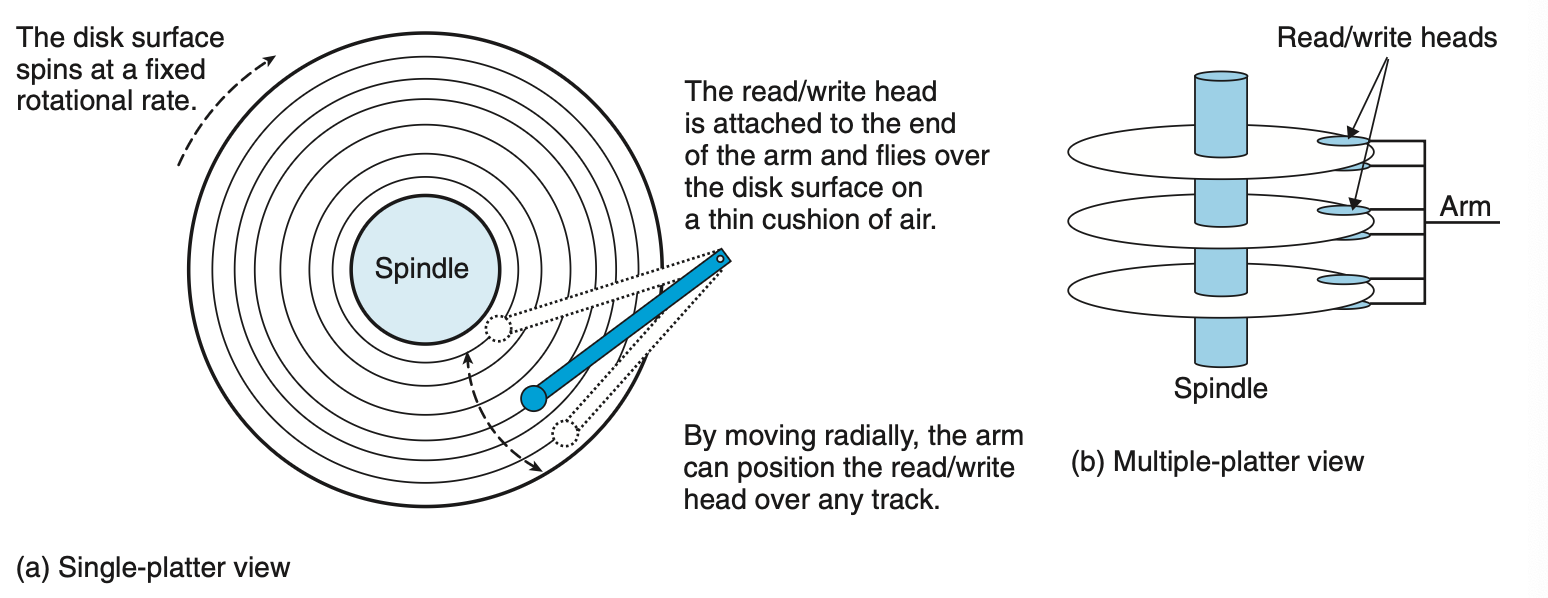 The disk surface
spins at a fixed
rotational rate.
Spindle
The read/write head
is attached to the end
of the arm and flies over
the disk surface on
a thin cushion of air.
By moving radially, the arm
can position the read/write
head over any track.
(a) Single-platter view
Read/write heads
Arm
Spindle
(b) Multiple-platter view